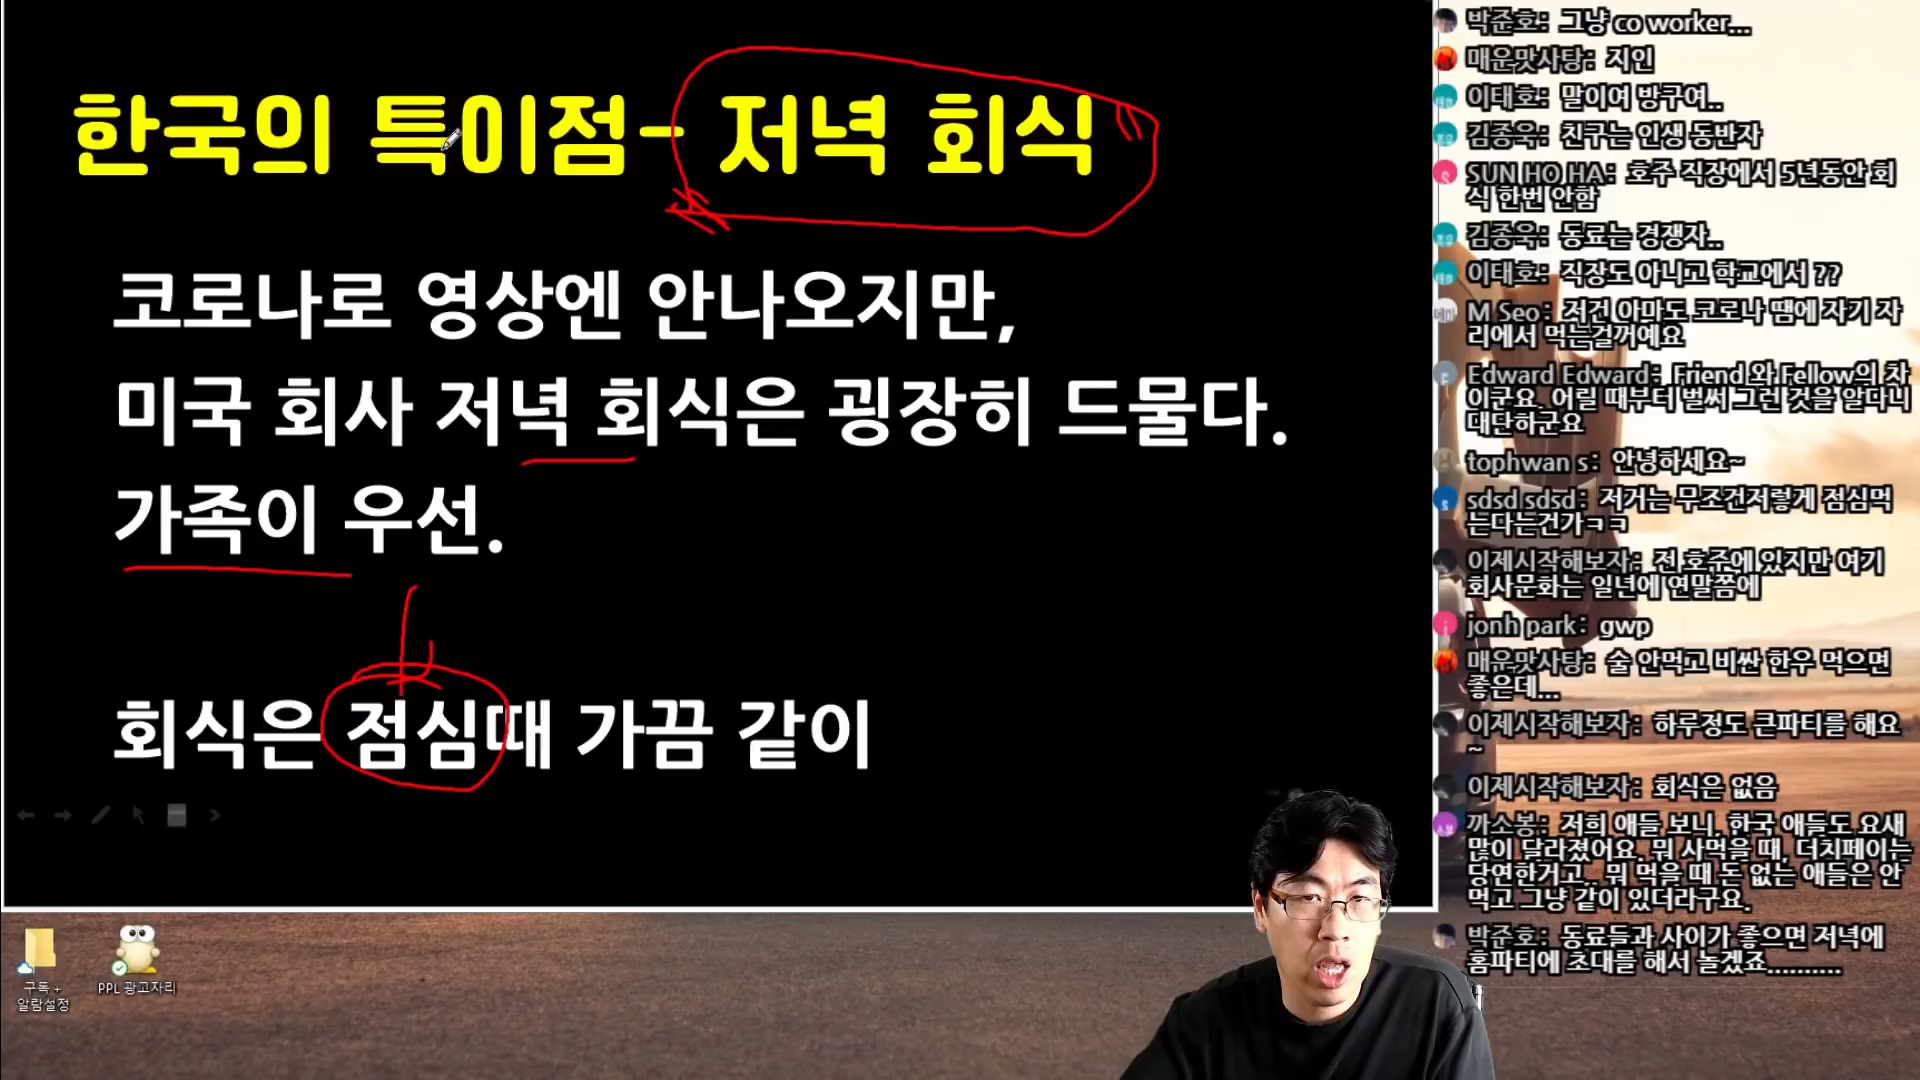 한국의 특이점- 저녁 회식
코로나로 영상엔 안나오지만,
미국 회사 저녁 회식은 굉장히 드물다.
가족이 우선.
회식은 점심때 가끔 같이
구독 +
알람설정
PPL 광고자리
박준호: 그냥 co worker...
매운맛사탕: 지인
이태호: 말이여 방구여..
김종욱: 친구는 인생 동반자
SUN HO HA: 호주 직장에서 5년동안 회
식 한번 안함
김종욱: 동료는 경쟁자..
이태호: 직장도 아니고 학교에서 ??
M Seo: 저건 아마도 코로나 땜에 자기 자
리에서 먹는걸꺼예요
Edward Edward: Friend 와 Fellow의 차
이군요. 어릴 때부터 벌써 그런 것을 알다니
대단하군요
tophwan s: 안녕하세요~
sdsd sdsd: 저거는 무조건저렇게 점심먹
는다는건가ㅋㅋ
이제시작해보자: 전 호주에 있지만 여기
회사문화는 일년에 연말쯤에
jonh park: gwp
매운맛사탕: 술 안먹고 비싼 한우 먹으면
좋은데...
이제시작해보자: 하루정도 큰파티를 해요
~
이제시작해보자: 회식은 없음
까소봉: 저희 애들 보니, 한국 애들도 요새
많이 달라졌어요. 뭐 사먹을 때, 더치페이는
당연한거고.. 뭐 먹을 때 돈 없는 애들은 안
먹고 그냥 같이 있더라구요.
박준호: 동료들과 사이가 좋으면 저녁에
홈파티에 초대를 해서 놀겠죠..........